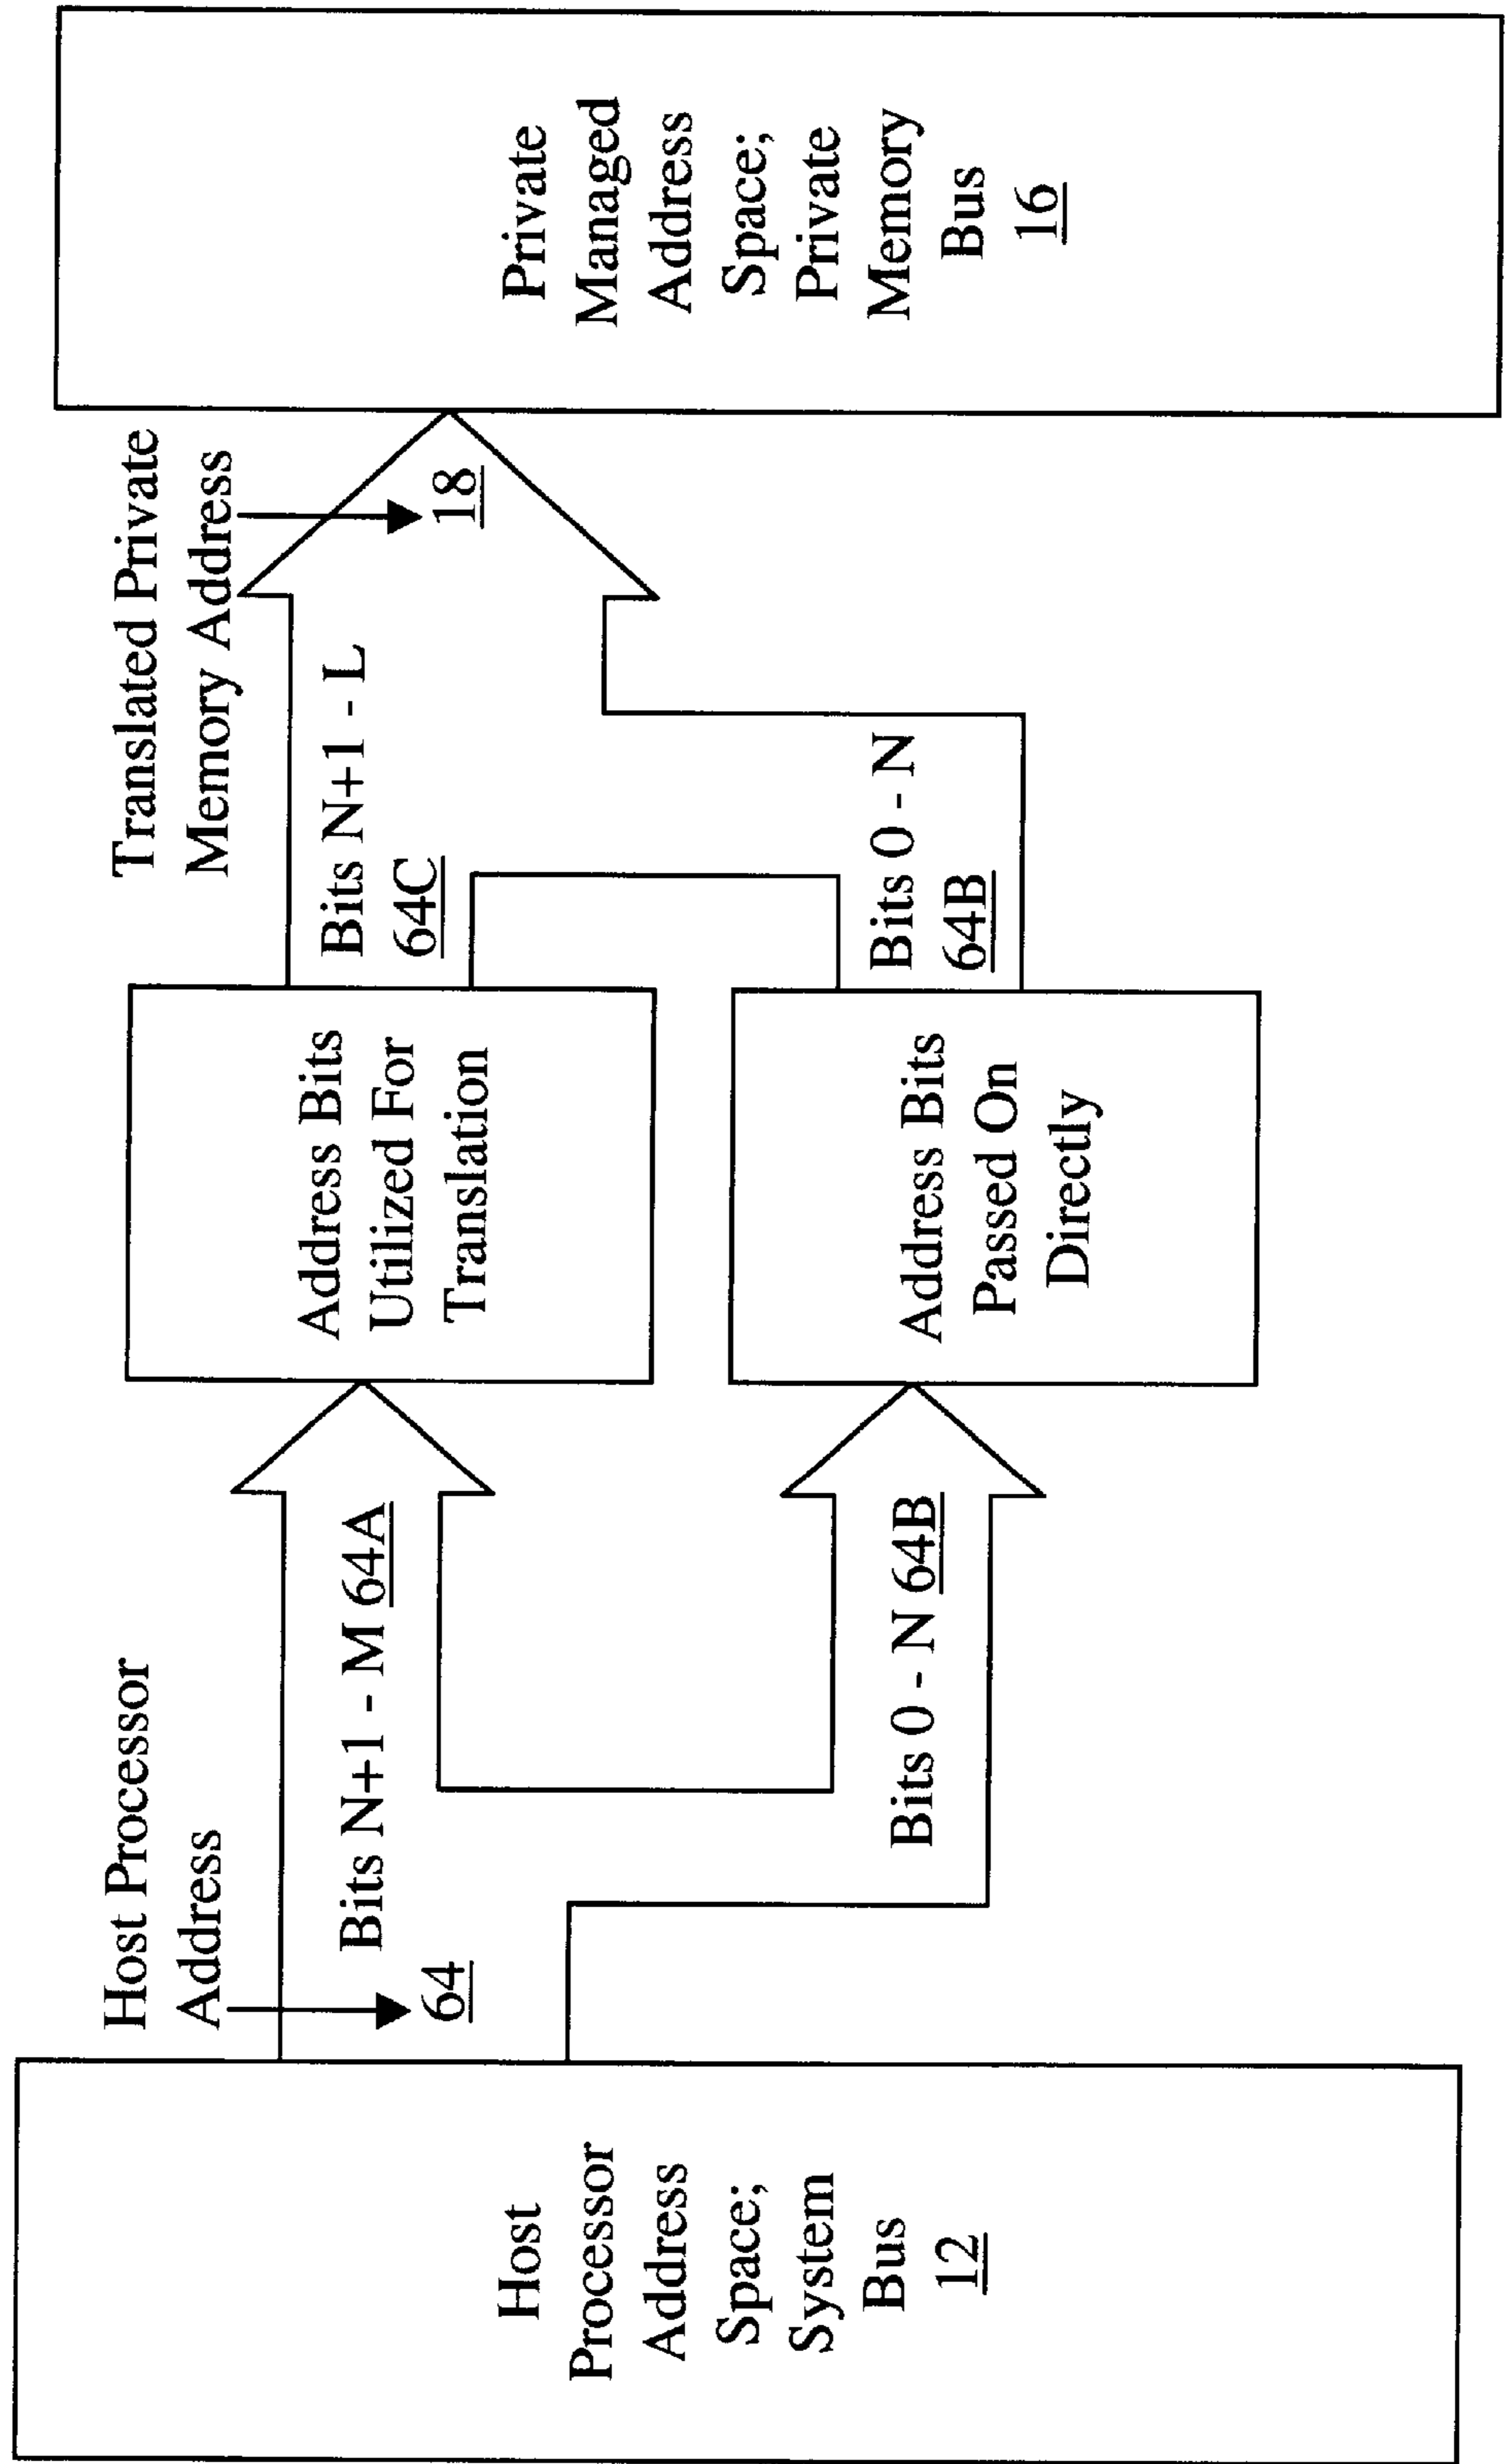 Host
Processor
Address
Space;
System
Bus
12
Host Processor
Address
64
Bits N+1 - M 64A
Bits 0 - N 64B
Address Bits
Utilized For
Translation
Address Bits
Passed On
Directly
Bits N+1 - L
64C
Bits 0 - N
64B
Translated Private
Memory Address
18
Private
Managed
Address
Space;
Private
Memory
Bus
16